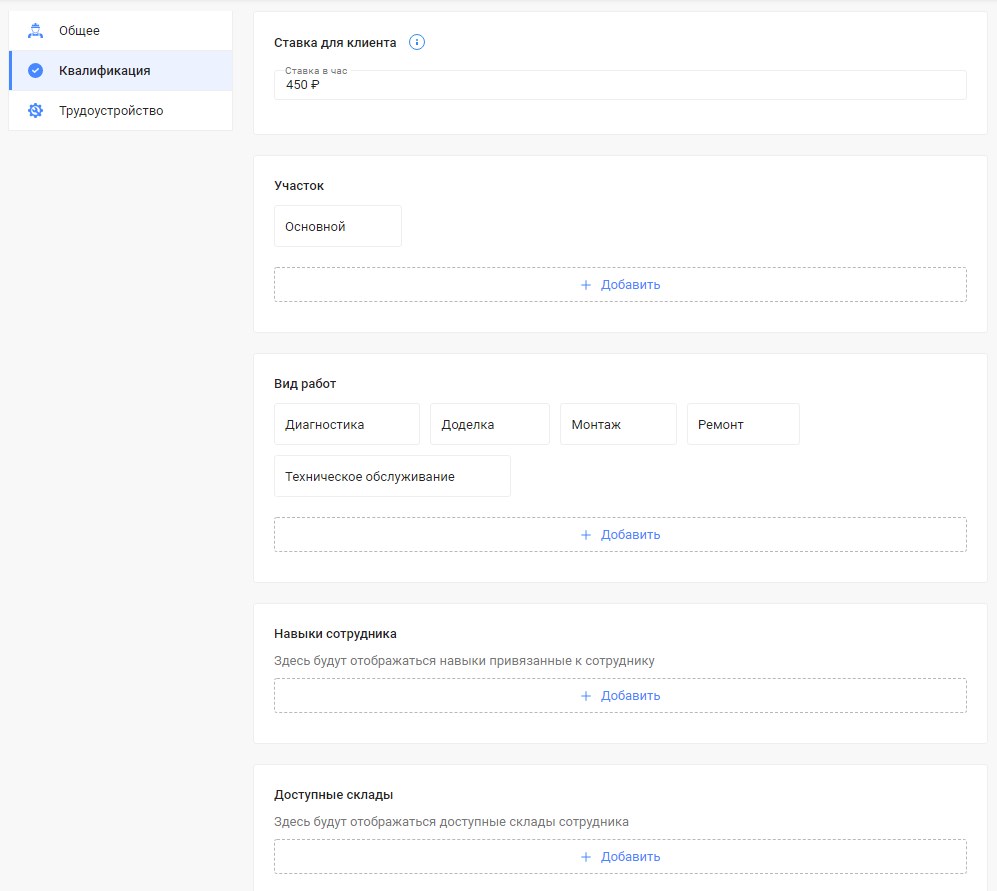 Общее
Квалификация
Трудоустройство
Ставка для клиента
Ставка в час
450 ₽
Участок
Основной
+ Добавить
Вид работ
Диагностика Доделка Монтаж Ремонт
Техническое обслуживание
+ Добавить
Навыки сотрудника
Здесь будут отображаться навыки привязанные к сотруднику
+ Добавить
Доступные склады
Здесь будут отображаться доступные склады сотрудника
+ Добавить